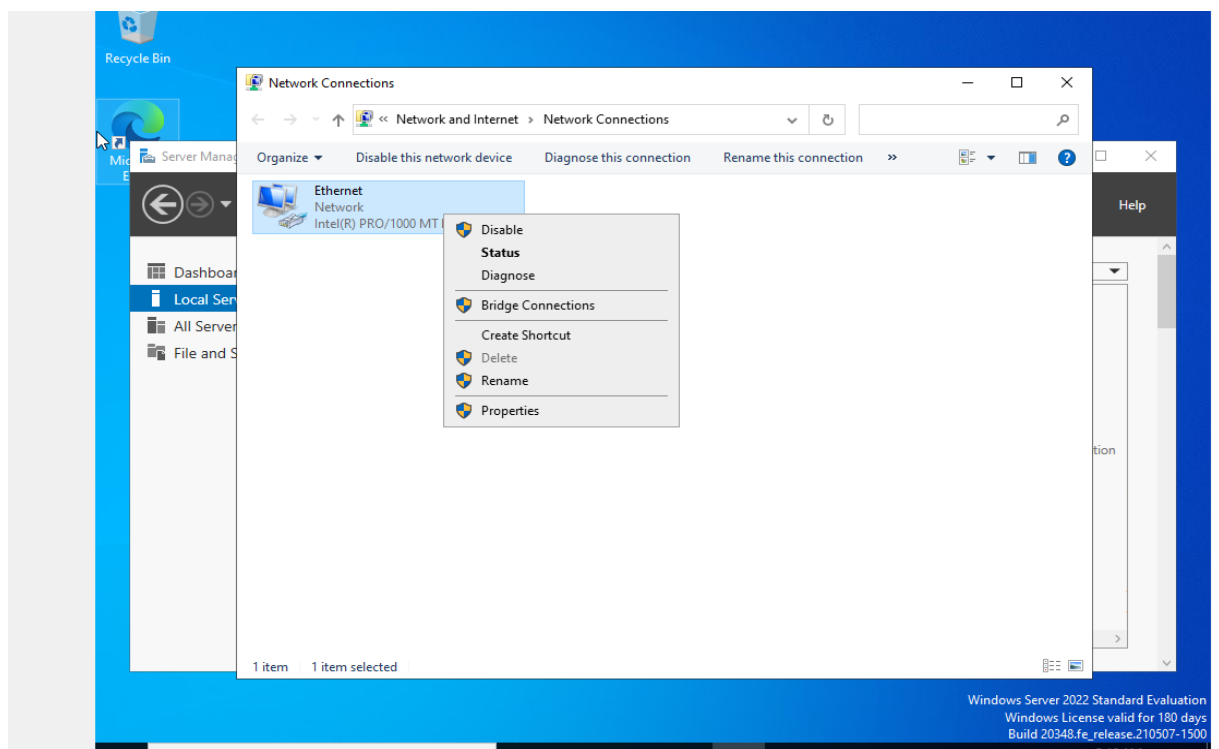 Recycle Bin
Network Connections
« Network and Internet › Network Connections
Server Manag
Organize
Disable this network device
Diagnose this connection
Rename this connection
»
Help
Ethernet
Network
Intel(R) PRO/1000 MT
Disable
Status
Diagnose
Bridge Connections
Create Shortcut
Delete
Rename
Properties
Dashboar
Local Ser
All Server
File and S
tion
1 item
1 item selected
Windows Server 2022 Standard Evaluation
Windows License valid for 180 days
Build 20348.fe_release.210507-1500